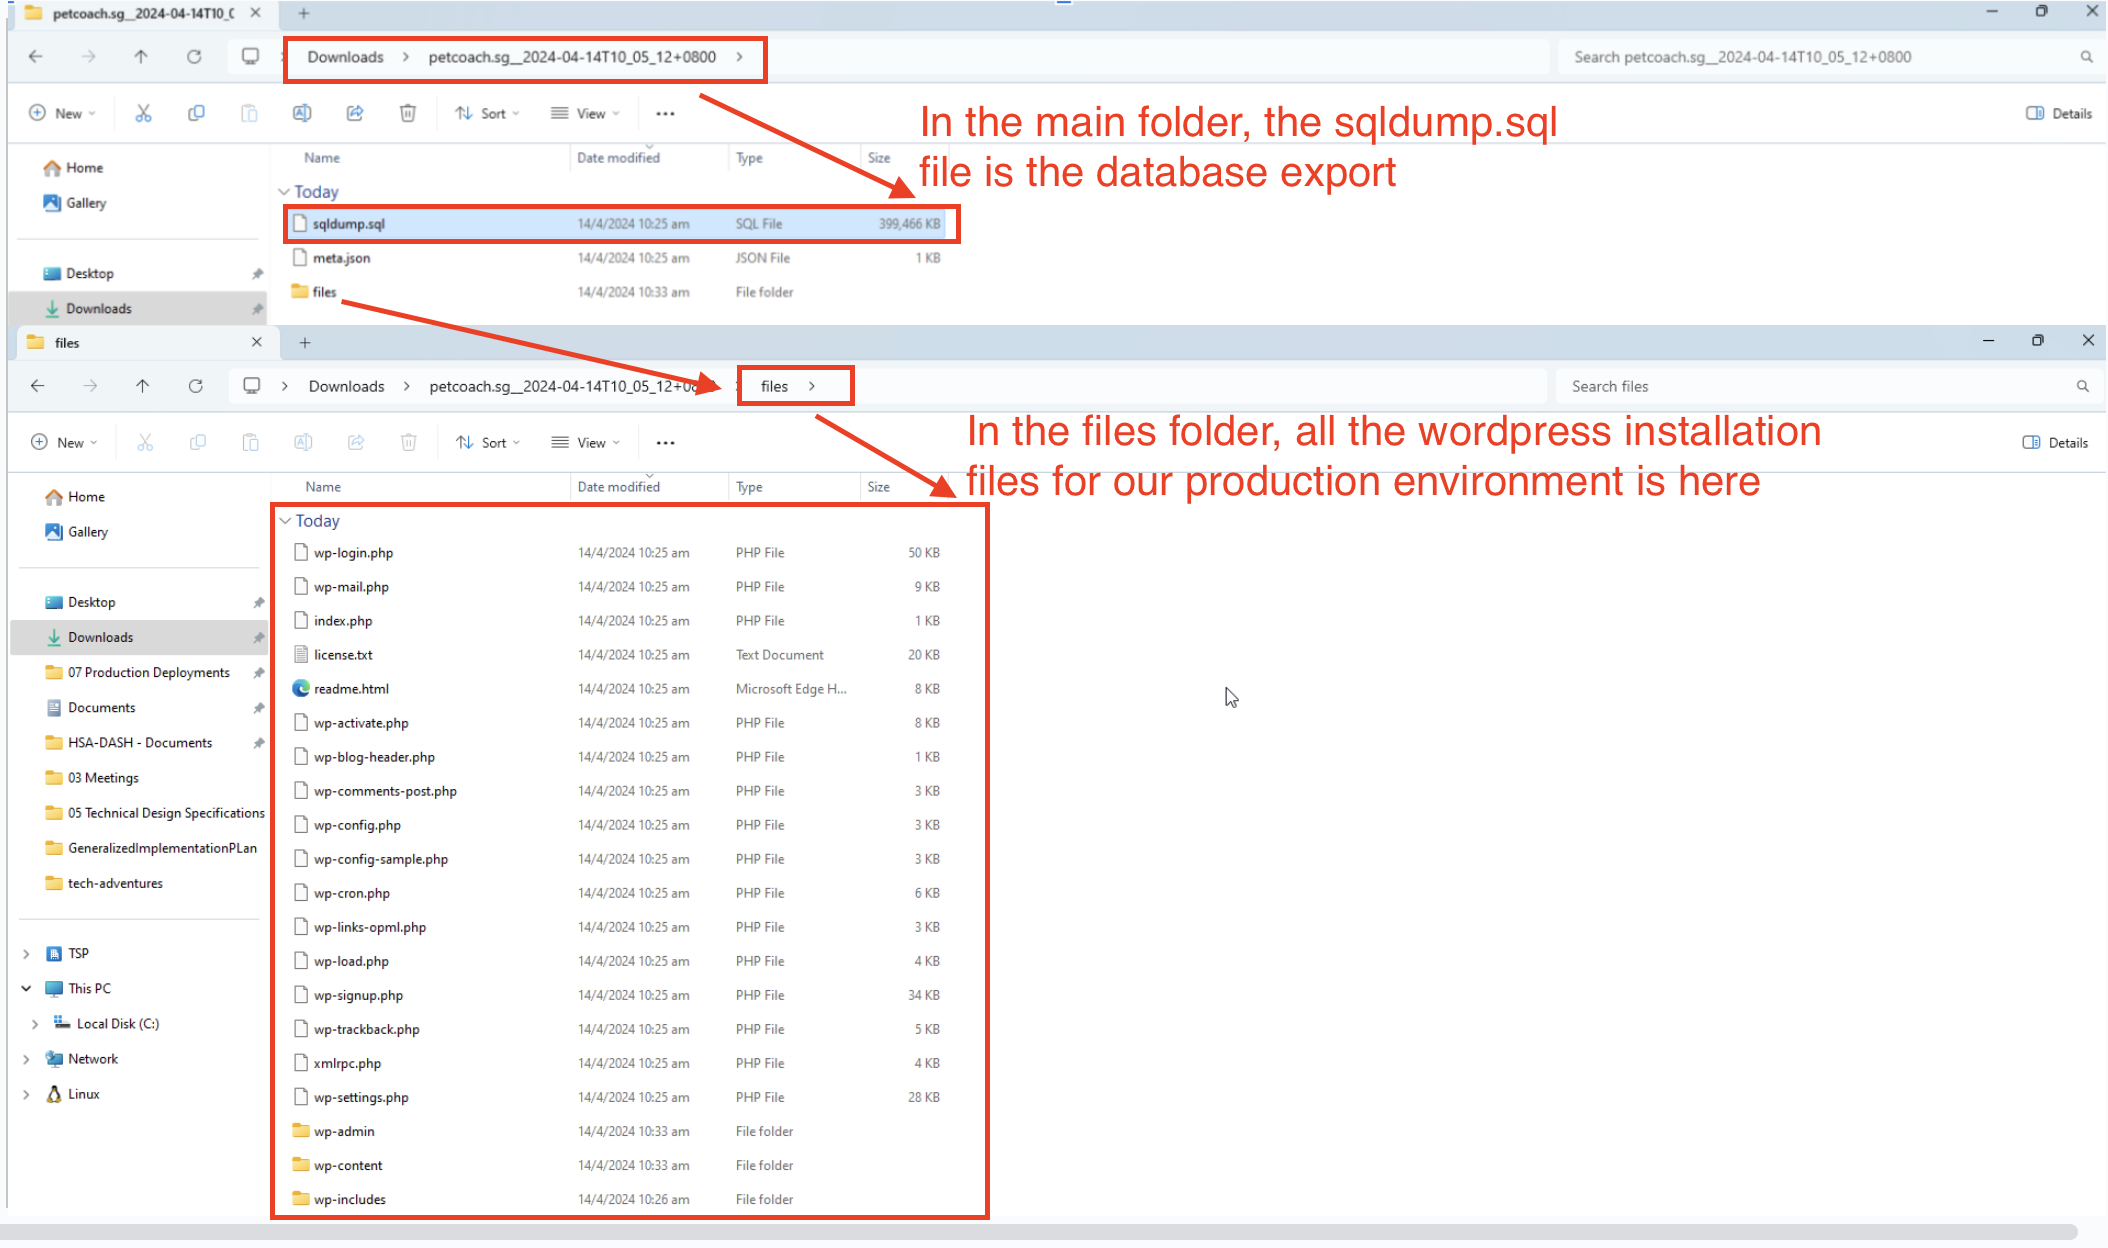 petcoach.sg__2024-04-14T10_0
Downloads > petcoach.sg__2024-04-14T10_05_12+0800 >
Search petcoach.sg__2024-04-14T10_05_12+0800
New
Sort
View
Details
In the main folder, the sqldump.sql
file is the database export
Name Date modified Type Size
Home
Gallery
Desktop
Downloads
Today
sqldump.sql 14/4/2024 10:25 am SQL File 399,466 KB
meta.json 14/4/2024 10:25 am JSON File 1 KB
files 14/4/2024 10:33 am File folder
files
> Downloads > petcoach.sg__2024-04-14T10_05_12+0 files >
Search files
New
Sort
View
Details
In the files folder, all the wordpress installation
files for our production environment is here
Home
Gallery
Desktop
Downloads
07 Production Deployments
Documents
HSA-DASH - Documents
03 Meetings
05 Technical Design Specifications
GeneralizedImplementationPLan
tech-adventures
TSP
This PC
Local Disk (C:)
Network
Linux
Name Date modified Type Size
Today
wp-login.php 14/4/2024 10:25 am PHP File 50 KB
wp-mail.php 14/4/2024 10:25 am PHP File 9 KB
index.php 14/4/2024 10:25 am PHP File 1 KB
license.txt 14/4/2024 10:25 am Text Document 20 KB
readme.html 14/4/2024 10:25 am Microsoft Edge H... 8 KB
wp-activate.php 14/4/2024 10:25 am PHP File 8 KB
wp-blog-header.php 14/4/2024 10:25 am PHP File 1 KB
wp-comments-post.php 14/4/2024 10:25 am PHP File 3 KB
wp-config.php 14/4/2024 10:25 am PHP File 3 KB
wp-config-sample.php 14/4/2024 10:25 am PHP File 3 KB
wp-cron.php 14/4/2024 10:25 am PHP File 6 KB
wp-links-opml.php 14/4/2024 10:25 am PHP File 3 KB
wp-load.php 14/4/2024 10:25 am PHP File 4 KB
wp-signup.php 14/4/2024 10:25 am PHP File 34 KB
wp-trackback.php 14/4/2024 10:25 am PHP File 5 KB
xmlrpc.php 14/4/2024 10:25 am PHP File 4 KB
wp-settings.php 14/4/2024 10:25 am PHP File 28 KB
wp-admin 14/4/2024 10:33 am File folder
wp-content 14/4/2024 10:33 am File folder
wp-includes 14/4/2024 10:26 am File folder